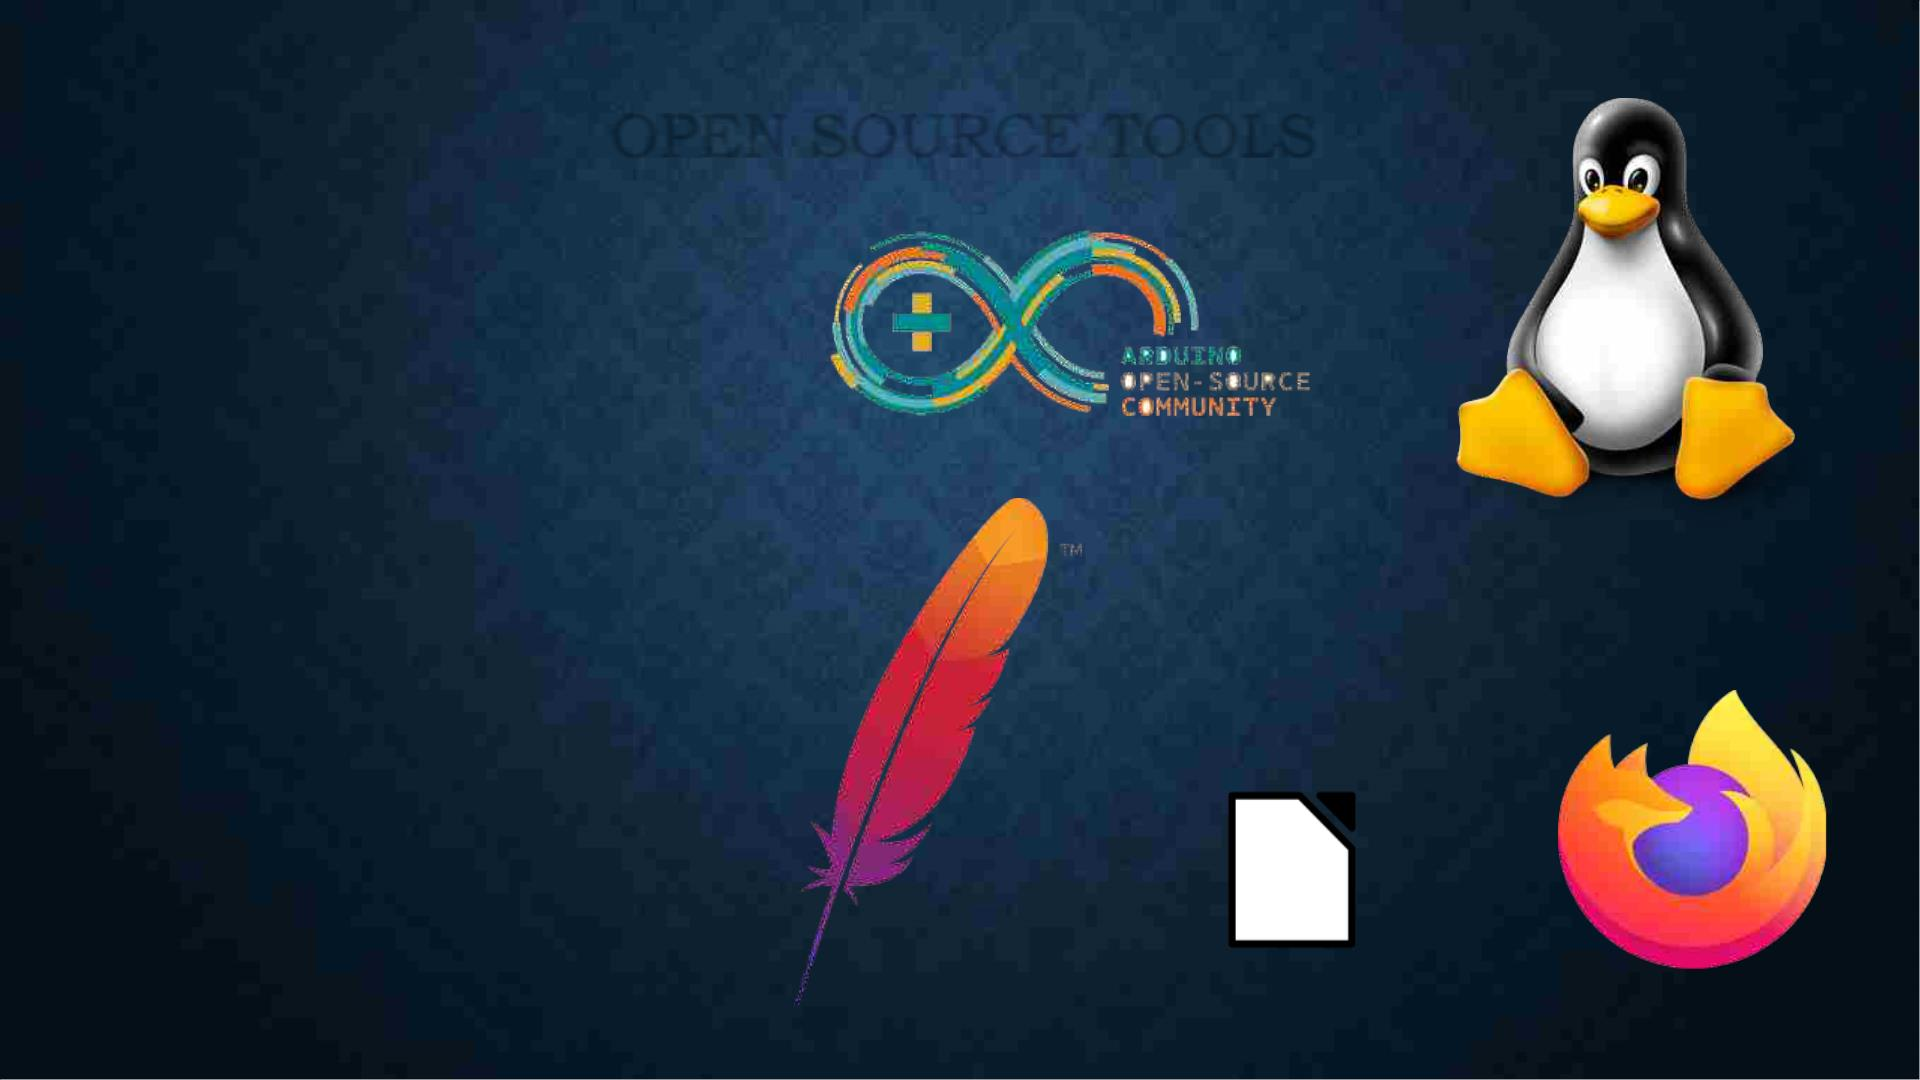 OPEN SOURCE TOOLS
ARDUINO
OPEN-SOURCE
COMMUNITY
TM